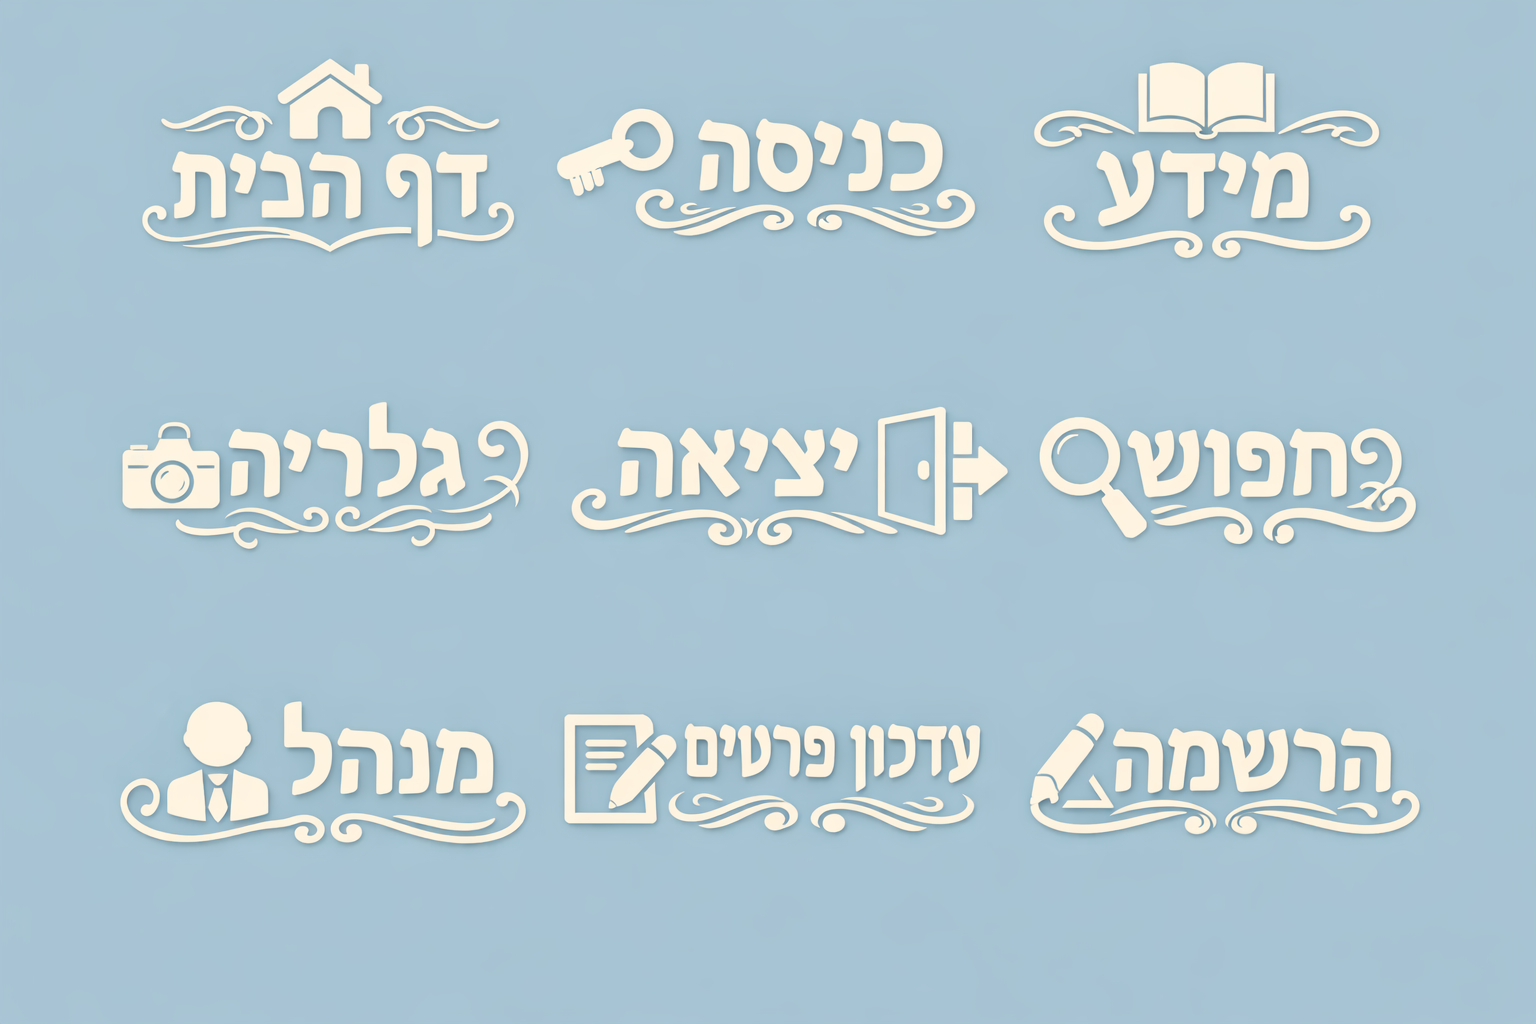 דף הבית
כניסה
מידע
גלריה
יציאה
חפוש
מנהל
עדכון פרטים
הרשמה